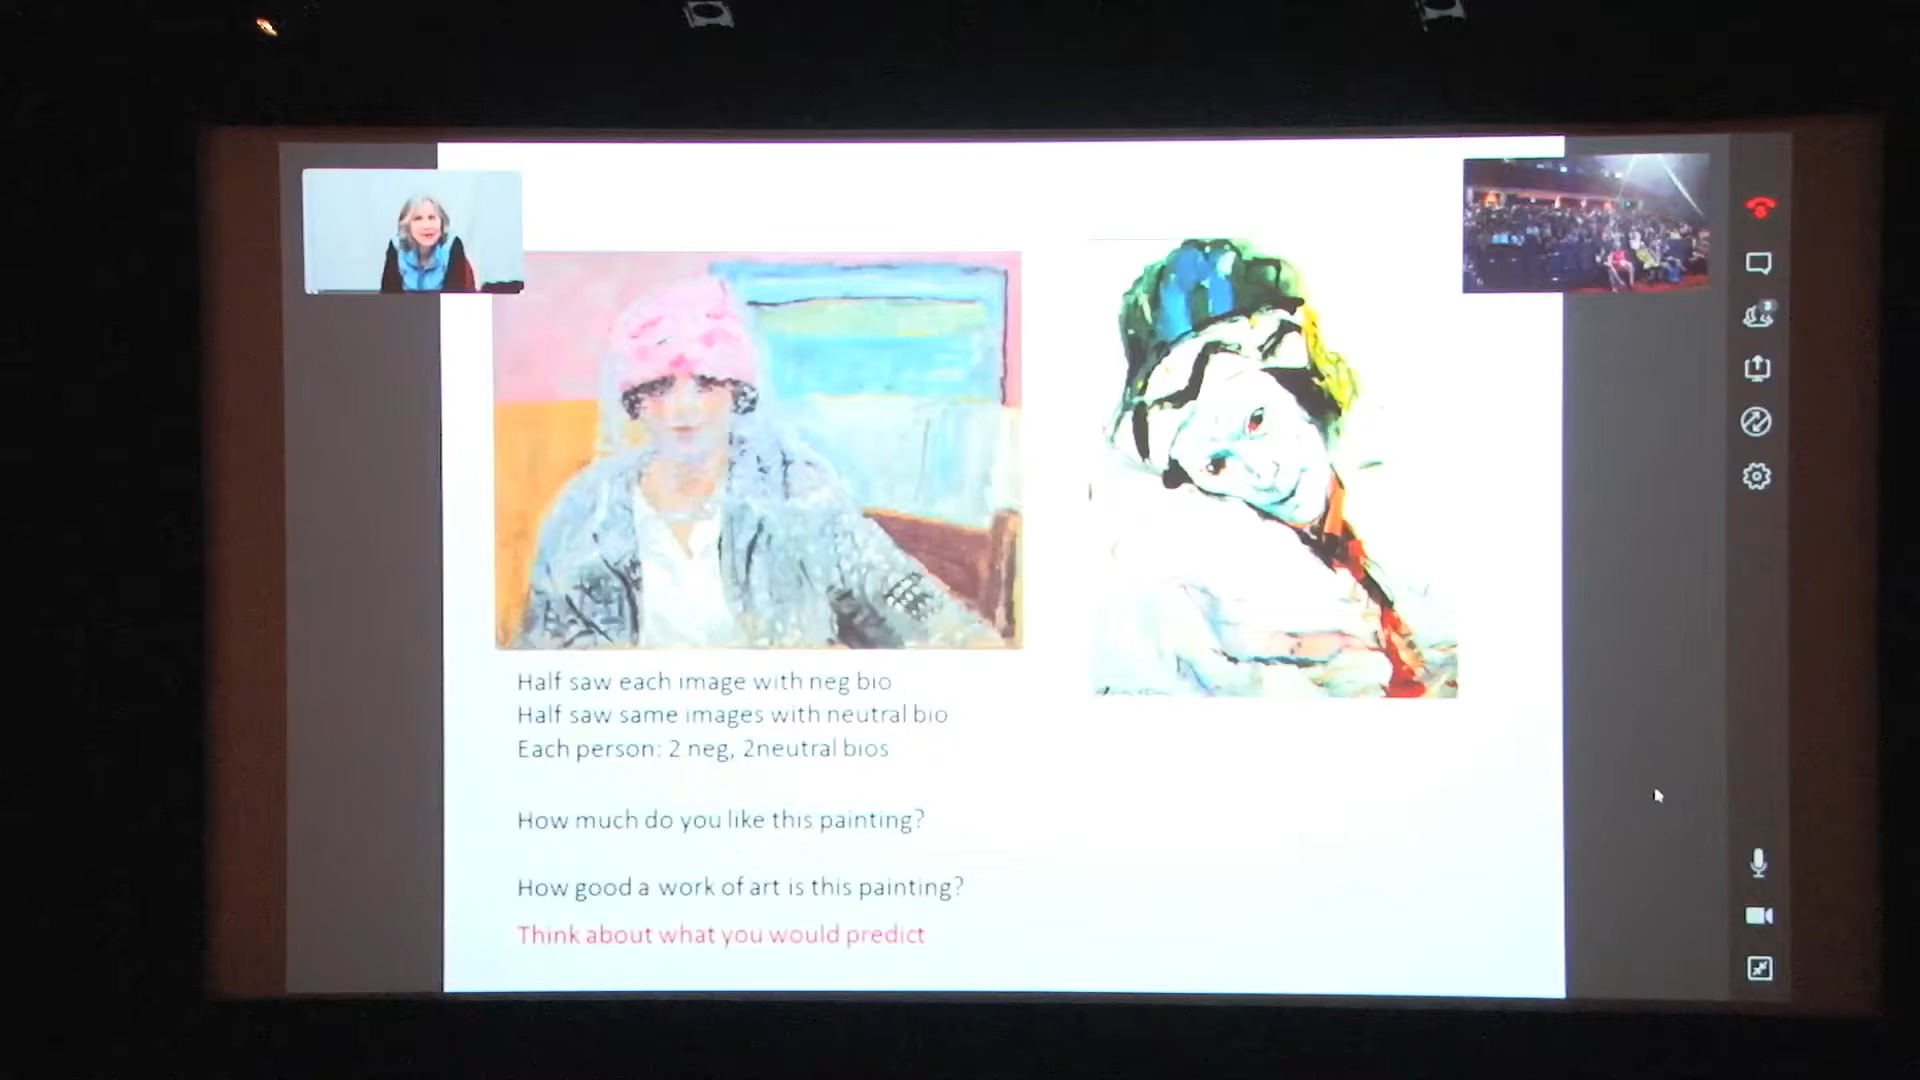 Half saw each image with neg bio
Half saw same images with neutral bio
Each person: 2 neg, 2neutral bios
How much do you like this painting?
How good a work of art is this painting?
Think about what you would predict